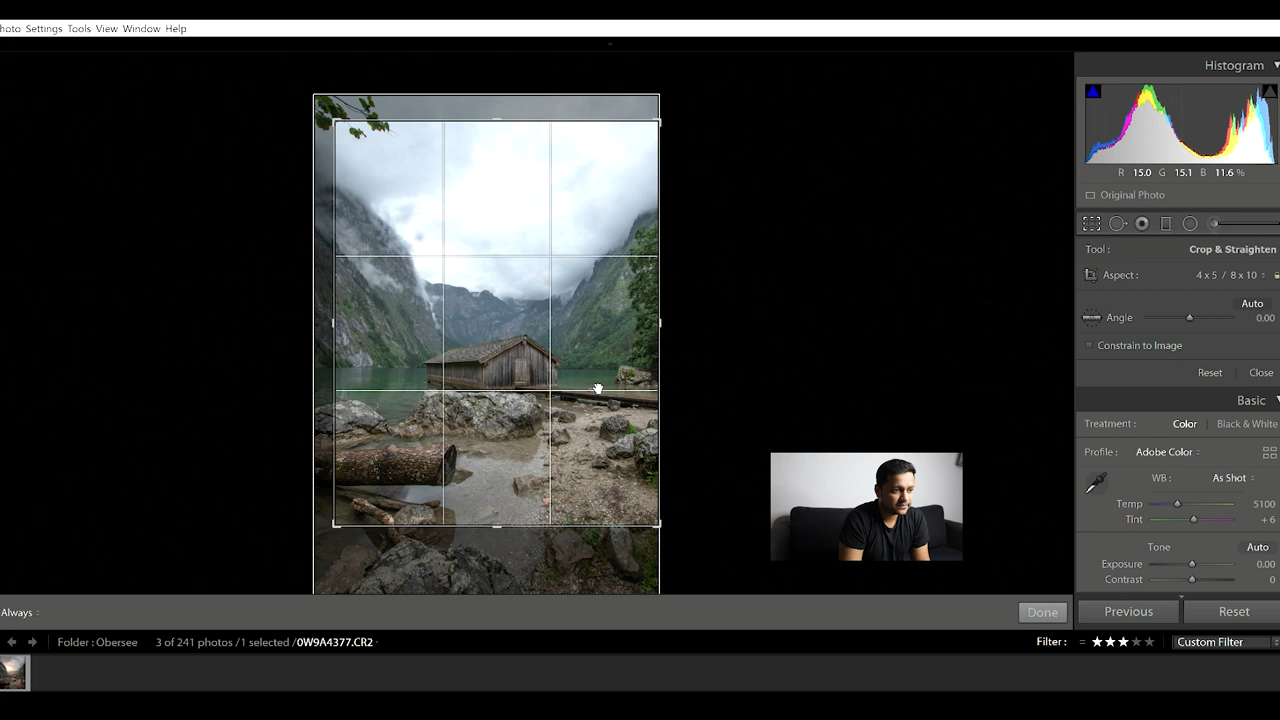 hoto Settings Tools View Window Help
Histogram
R 15.0 G 15.1 B 11.6 %
Original Photo
Tool : Crop & Straighten
Aspect : 4 x 5 / 8 x 10
Auto
Angle 0.00
Constrain to Image
Reset Close
Basic
Treatment : Color Black & White
Profile : Adobe Color
WB : As Shot
Temp 5100
Tint + 6
Tone Auto
Exposure 0.00
Contrast 0
Always Done Previous Reset
Folder : Obersee 3 of 241 photos / 1 selected / 0W9A4377.CR2 Filter : Custom Filter